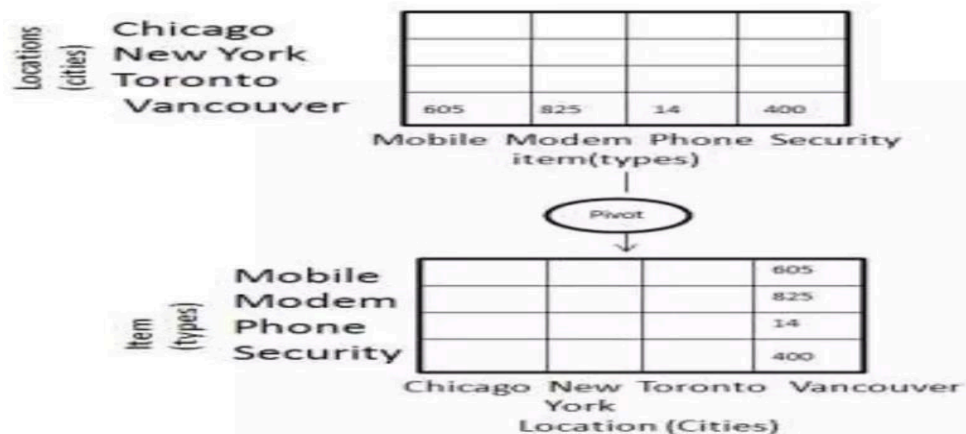 Locations
(cities)
Chicago
New York
Toronto
Vancouver
605 825 14 400
Mobile Modem Phone Security
item(types)
Pivot
Item
(types)
Mobile
Modem
Phone
Security
605
825
14
400
Chicago New York Toronto Vancouver
Location (Cities)